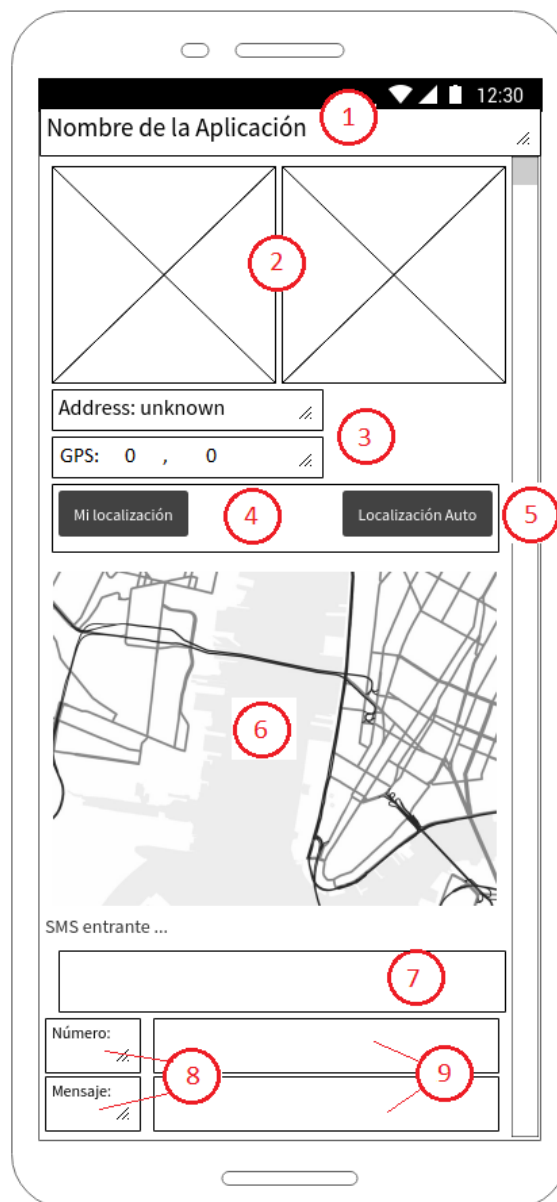 12:30
Nombre de la Aplicación
1
2
Address: unknown
GPS: 0 , 0
3
Mi localización
4
Localización Auto
5
6
SMS entrante ...
7
Número:
8
9
Mensaje: